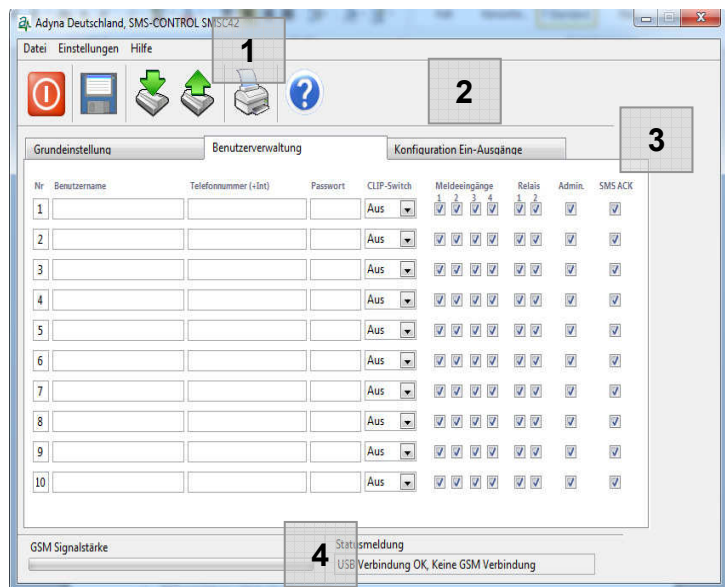 Adyna Deutschland, SMS-CONTROL SMSC42
Datei Einstellungen Hilfe
1
2
3
Grundeinstellung Benutzerverwaltung Konfiguration Ein-Ausgänge
Nr Benutzername Telefonnummer (+Int) Passwort CLIP-Switch Meldeeingänge Relais Admin. SMS ACK
1 2 3 4 1 2
1 Aus
2 Aus
3 Aus
4 Aus
5 Aus
6 Aus
7 Aus
8 Aus
9 Aus
10 Aus
GSM Signalstärke
4
Statusmeldung
USB Verbindung OK, Keine GSM Verbindung